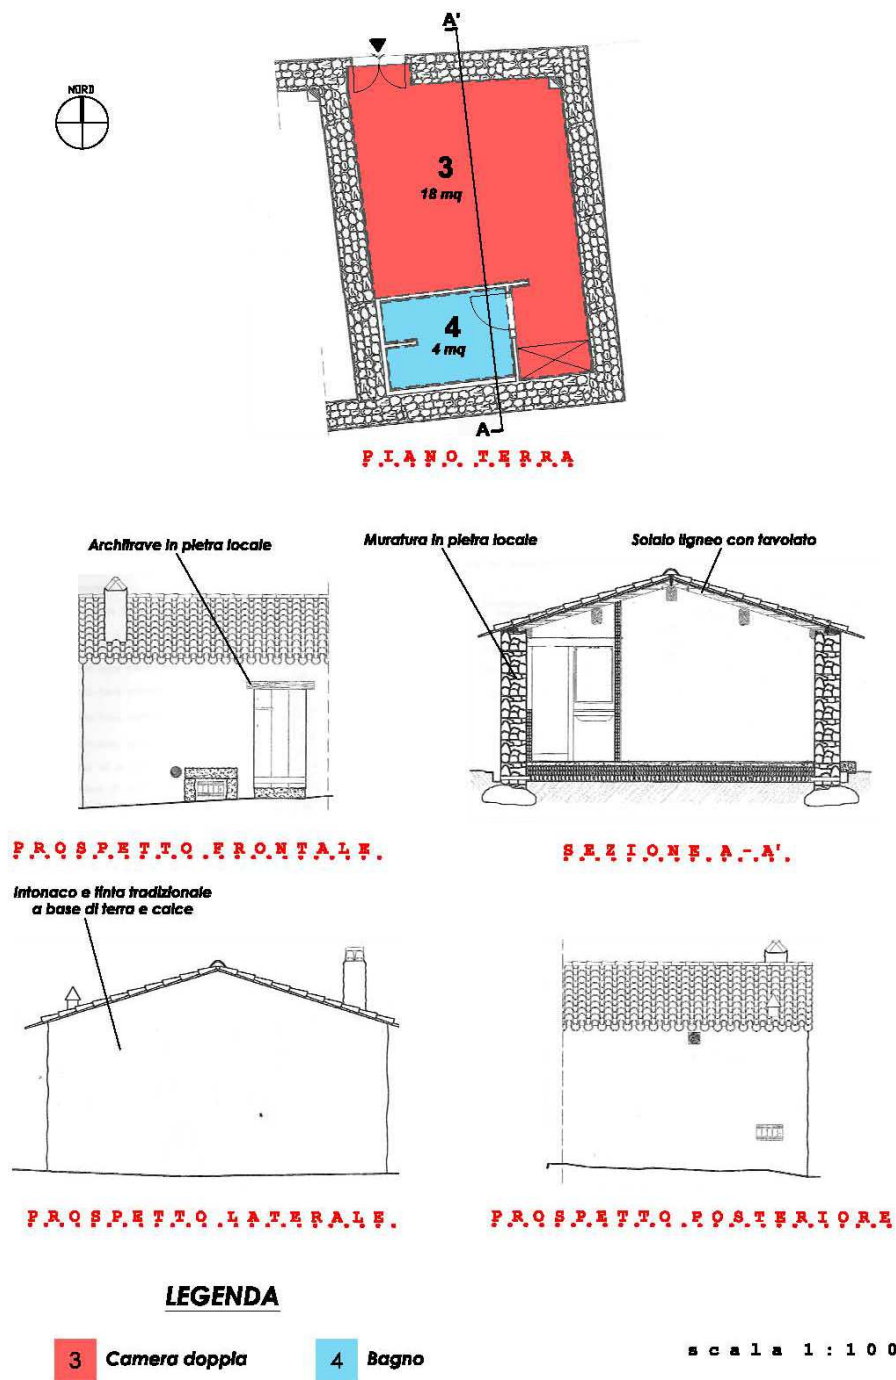 A'
NORD
3
18 mq
4
4 mq
A
PIANO TERRA
Architrave in pietra locale
Muratura in pietra locale
Solaio ligneo con tavolato
PROSPETTO FRONTALE
SEZIONE A-A'
Intonaco e tinta tradizionale
a base di terra e calce
PROSPETTO LATERALE
PROSPETTO POSTERIORE
LEGENDA
3 Camera doppia
4 Bagno
scala 1:100